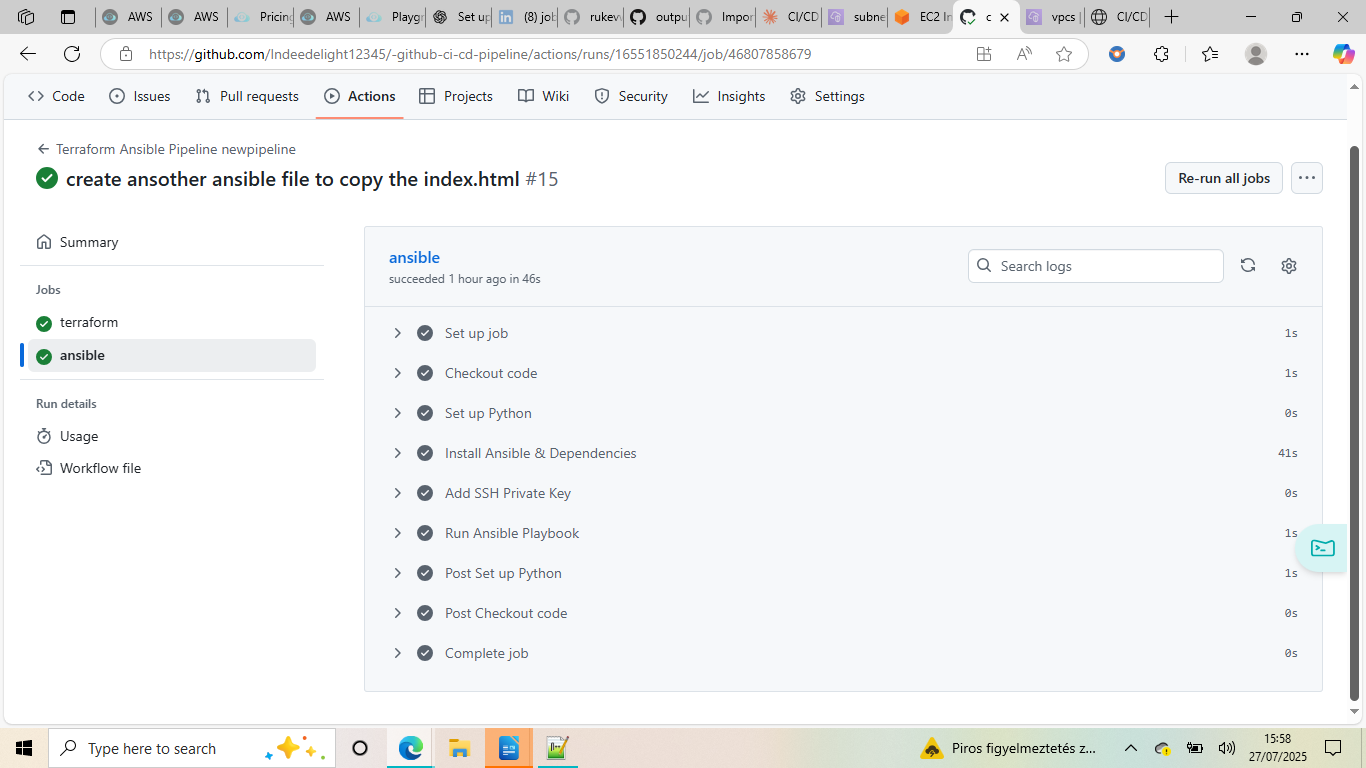 AWS
AWS
Pricing
AWS
Playgr
Set up
(8) job
rukev
outpu
Impor
CI/CD
subne
EC2 In
c
vpcs |
CI/CD
https://github.com/Indeedelight12345/-github-ci-cd-pipeline/actions/runs/16551850244/job/46807858679
Code
Issues
Pull requests
Actions
Projects
Wiki
Security
Insights
Settings
Terraform Ansible Pipeline newpipeline
create ansother ansible file to copy the index.html #15
Re-run all jobs
Summary
Jobs
terraform
ansible
Run details
Usage
Workflow file
ansible
succeeded 1 hour ago in 46s
Search logs
Set up job 1s
Checkout code 1s
Set up Python 0s
Install Ansible & Dependencies 41s
Add SSH Private Key 0s
Run Ansible Playbook 1s
Post Set up Python 1s
Post Checkout code 0s
Complete job 0s
Type here to search
Piros figyelmeztetés z...
15:58
27/07/2025